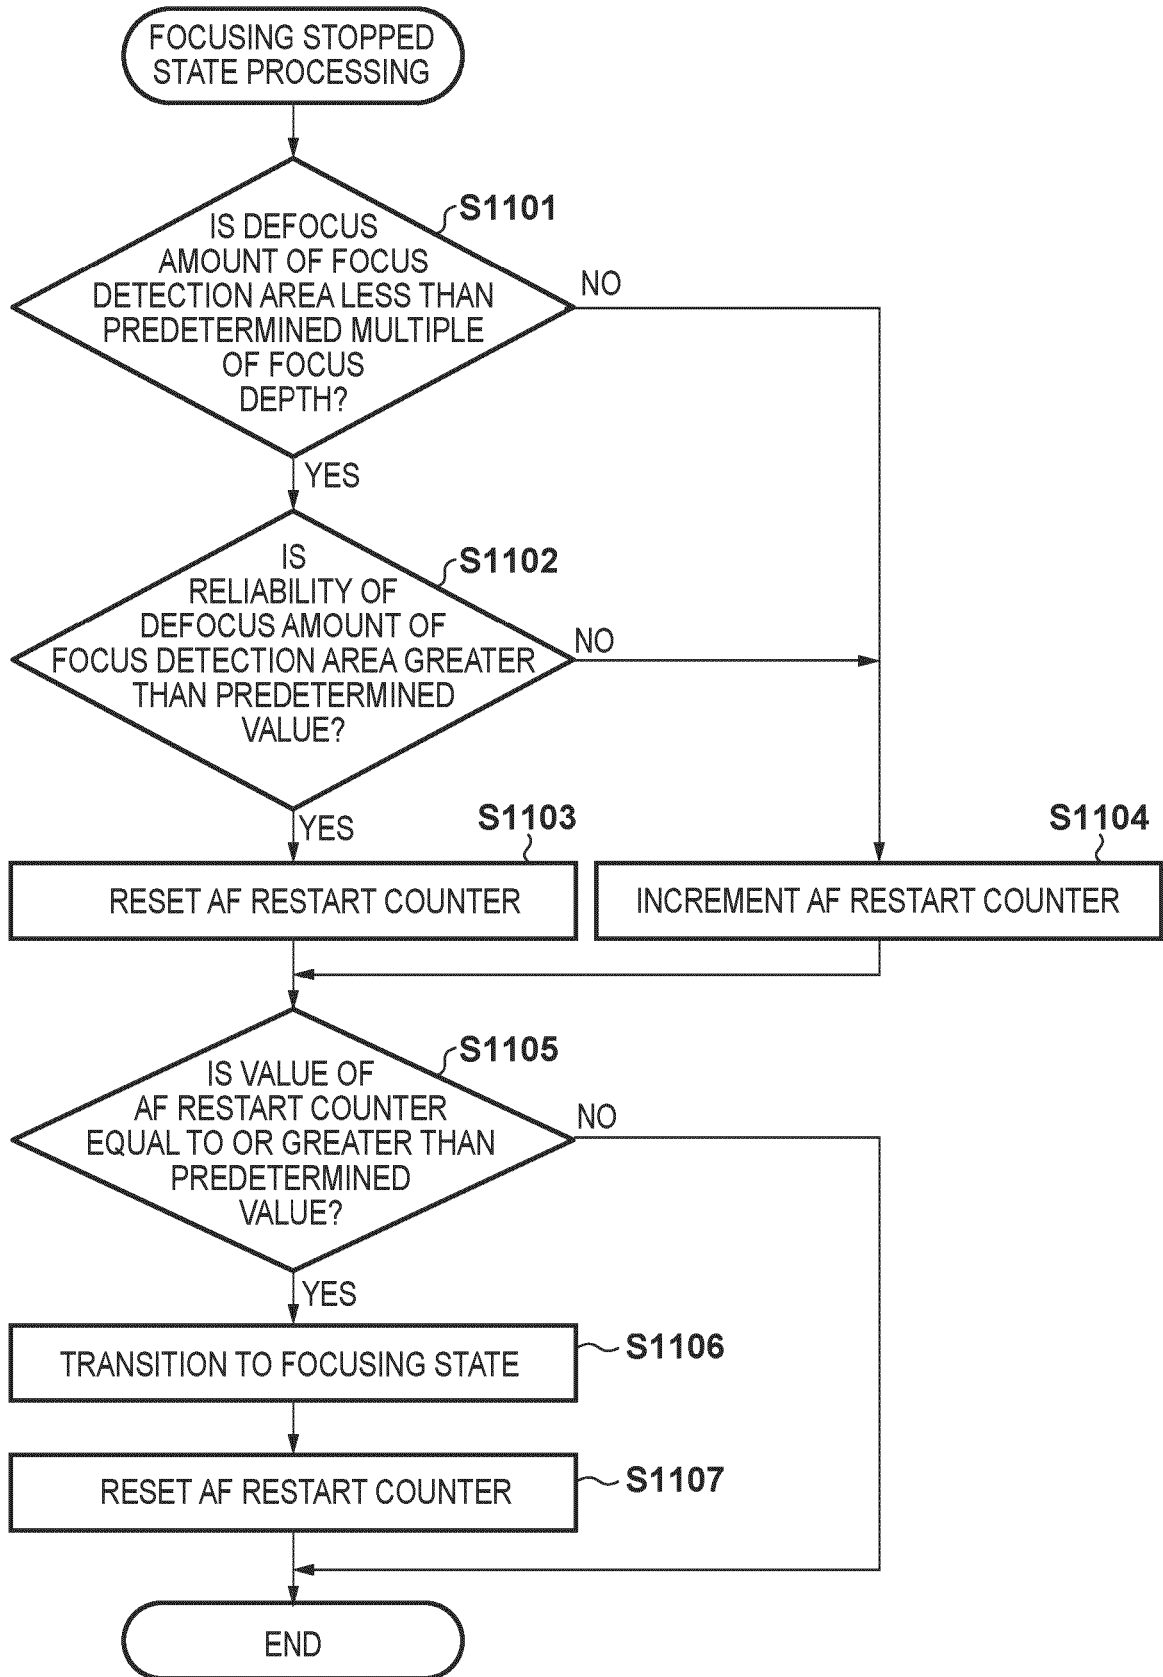 FOCUSING STOPPED
STATE PROCESSING
S1101
IS DEFOCUS
AMOUNT OF FOCUS
DETECTION AREA LESS THAN
PREDETERMINED MULTIPLE
OF FOCUS
DEPTH?
NO
YES
S1102
IS
RELIABILITY OF
DEFOCUS AMOUNT OF
FOCUS DETECTION AREA GREATER
THAN PREDETERMINED
VALUE?
NO
YES
S1103
RESET AF RESTART COUNTER
S1104
INCREMENT AF RESTART COUNTER
S1105
IS VALUE OF
AF RESTART COUNTER
EQUAL TO OR GREATER THAN
PREDETERMINED
VALUE?
NO
YES
TRANSITION TO FOCUSING STATE
S1106
RESET AF RESTART COUNTER
S1107
END